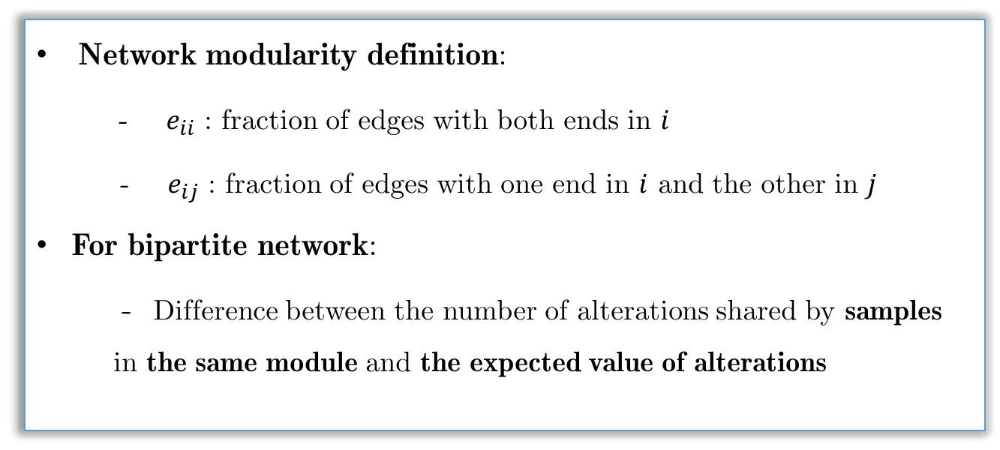 • Network modularity definition:
- e_{ii} : fraction of edges with both ends in i
- e_{ij} : fraction of edges with one end in i and the other in j
• For bipartite network:
- Difference between the number of alterations shared by samples
in the same module and the expected value of alterations